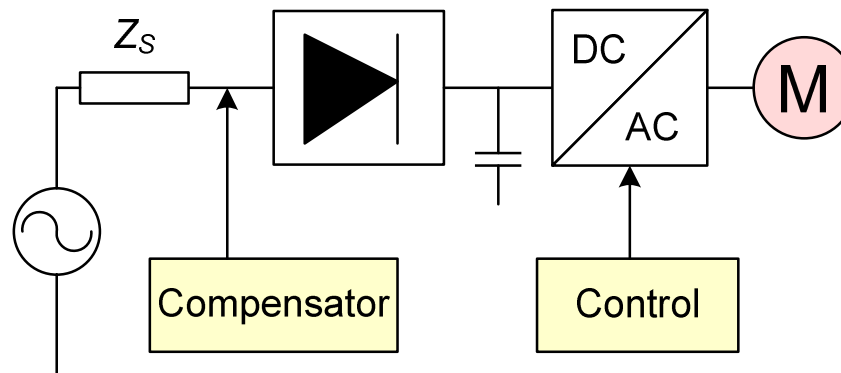 Z_S
DC
AC
M
Compensator
Control